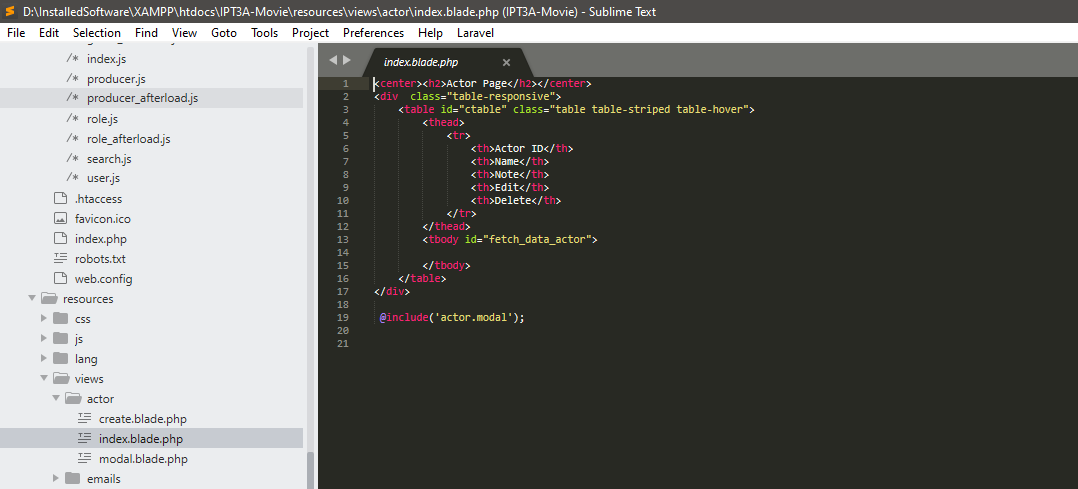 D:\InstalledSoftware\XAMPP\htdocs\IPT3A-Movie\resources\views\actor\index.blade.php (IPT3A-Movie) - Sublime Text
File Edit Selection Find View Goto Tools Project Preferences Help Laravel
/* index.js
/* producer.js
/* producer_afterload.js
/* role.js
/* role_afterload.js
/* search.js
/* user.js
.htaccess
favicon.ico
index.php
robots.txt
web.config
resources
css
js
lang
views
actor
create.blade.php
index.blade.php
modal.blade.php
emails
index.blade.php ×
1 <center><h2>Actor Page</h2></center>
2 <div  class="table-responsive">
3     <table id="ctable" class="table table-striped table-hover">
4         <thead>
5             <tr>
6                 <th>Actor ID</th>
7                 <th>Name</th>
8                 <th>Note</th>
9                 <th>Edit</th>
10                 <th>Delete</th>
11             </tr>
12         </thead>
13         <tbody id="fetch_data_actor">
14
15         </tbody>
16     </table>
17 </div>
18
19  @include('actor.modal');
20
21